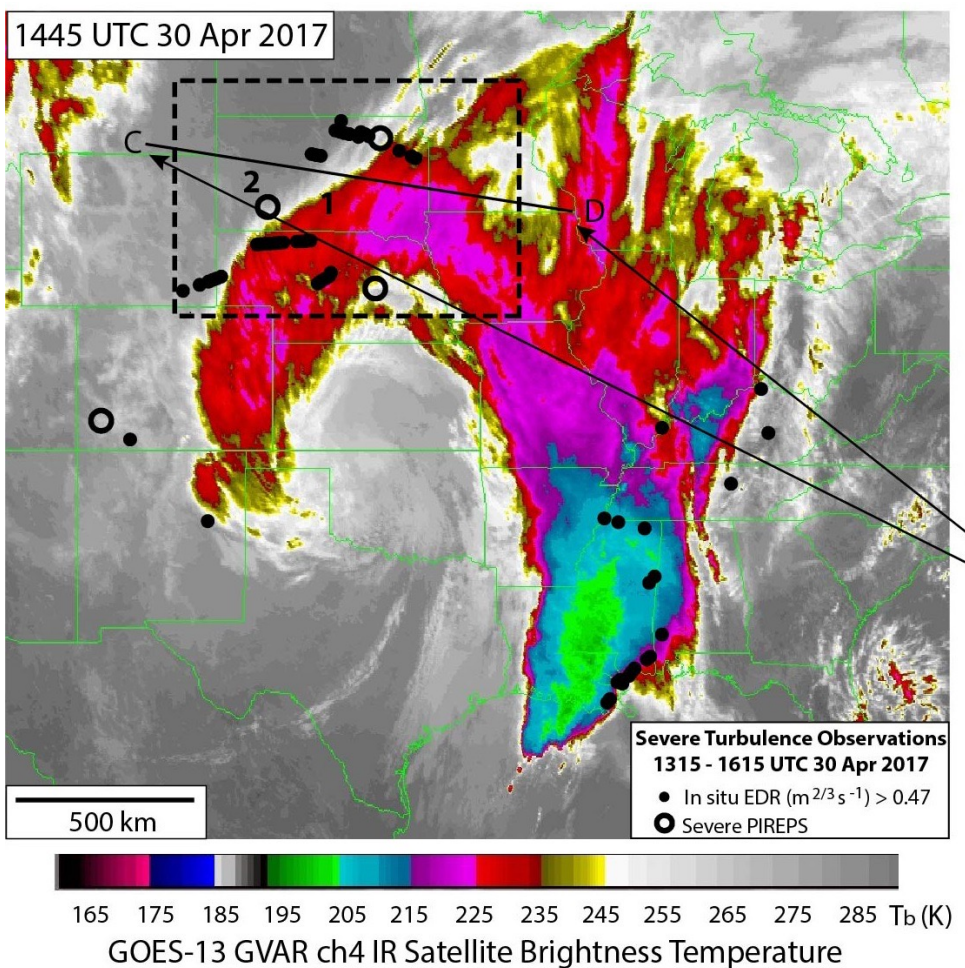 1445 UTC 30 Apr 2017
C
2
1
D
Severe Turbulence Observations
1315 - 1615 UTC 30 Apr 2017
In situ EDR (m2/3 s-1) > 0.47
Severe PIREPS
500 km
165 175 185 195 205 215 225 235 245 255 265 275 285 Tb (K)
GOES-13 GVAR ch4 IR Satellite Brightness Temperature